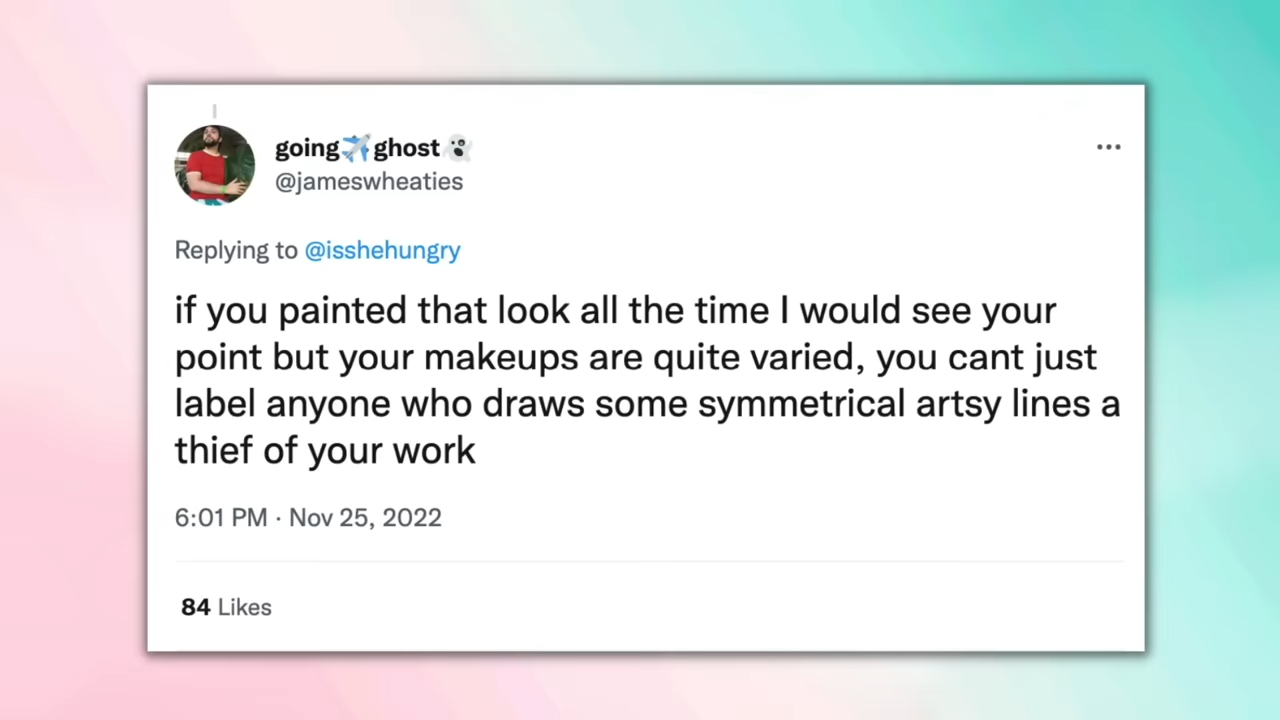 going✈️ghost👻
@jameswheaties
Replying to @isshehungry
if you painted that look all the time I would see your
point but your makeups are quite varied, you cant just
label anyone who draws some symmetrical artsy lines a
thief of your work
6:01 PM · Nov 25, 2022
84 Likes